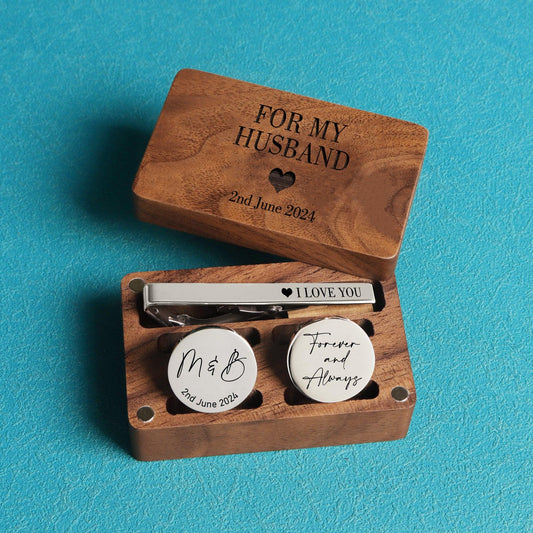 FOR MY
HUSBAND
2nd June 2024
I LOVE YOU
M & B
2nd June 2024
Forever
and
Always